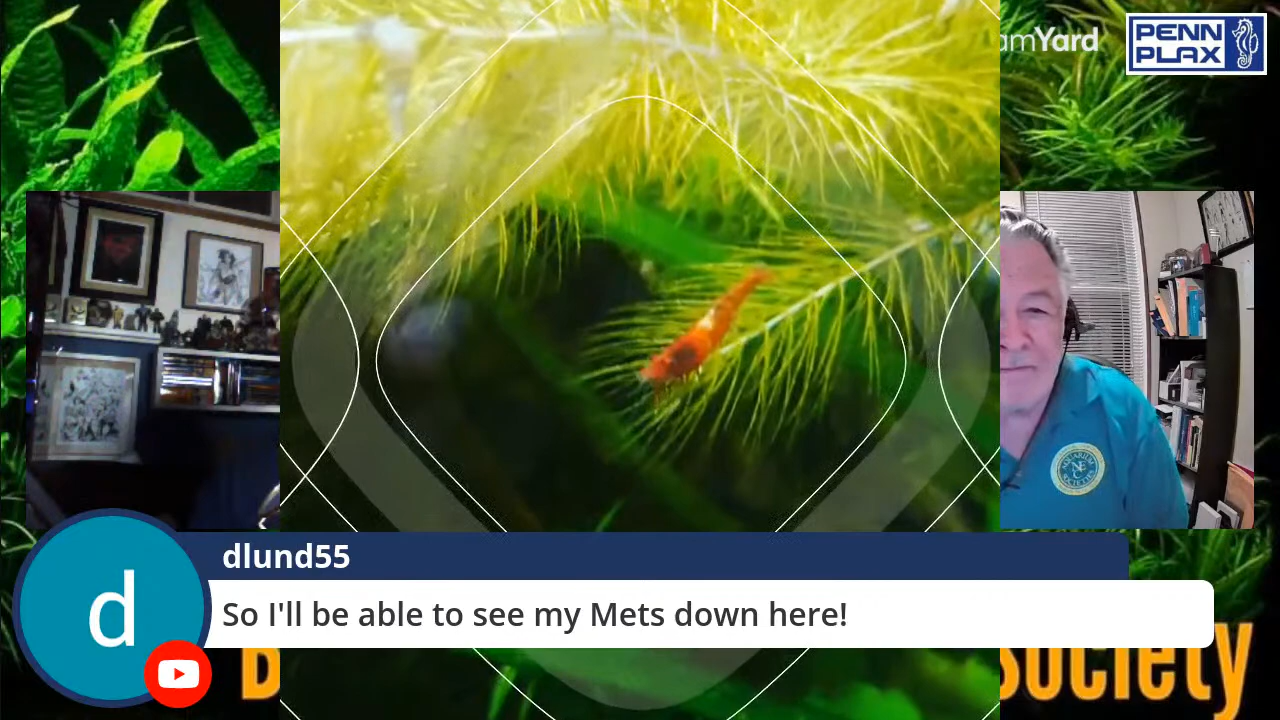 amYard
PENN
PLAX
dlund55
d
So I'll be able to see my Mets down here!
B
society